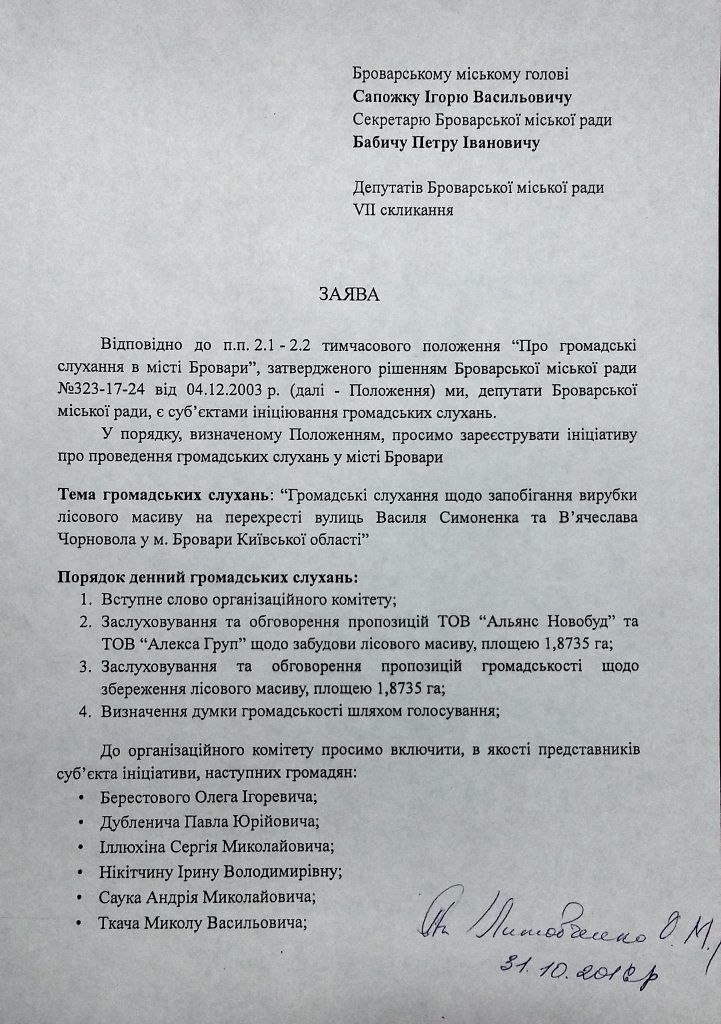 Броварському міському голові
Сапожку Ігорю Васильовичу
Секретарю Броварської міської ради
Бабичу Петру Івановичу
Депутатів Броварської міської ради
VII скликання
ЗАЯВА
Відповідно до п.п. 2.1 - 2.2 тимчасового положення “Про громадські
слухання в місті Бровари”, затвердженого рішенням Броварської міської ради
№323-17-24 від 04.12.2003 р. (далі - Положення) ми, депутати Броварської
міської ради, є суб’єктами ініціювання громадських слухань.
У порядку, визначеному Положенням, просимо зареєструвати ініціативу
про проведення громадських слухань у місті Бровари
Тема громадських слухань: “Громадські слухання щодо запобігання вирубки
лісового масиву на перехресті вулиць Василя Симоненка та В’ячеслава
Чорновола у м. Бровари Київської області”
Порядок денний громадських слухань:
1. Вступне слово організаційного комітету;
2. Заслуховування та обговорення пропозицій ТОВ “Альянс Новобуд” та
ТОВ “Алекса Груп” щодо забудови лісового масиву, площею 1,8735 га;
3. Заслуховування та обговорення пропозицій громадськості щодо
збереження лісового масиву, площею 1,8735 га;
4. Визначення думки громадськості шляхом голосування;
До організаційного комітету просимо включити, в якості представників
суб’єкта ініціативи, наступних громадян:
• Берестового Олега Ігоревича;
• Дубленича Павла Юрійовича;
• Іллюхіна Сергія Миколайовича;
• Нікітчину Ірину Володимирівну;
• Саука Андрія Миколайовича;
• Ткача Миколу Васильовича;
Литовченко О.М.
31.10.2016р